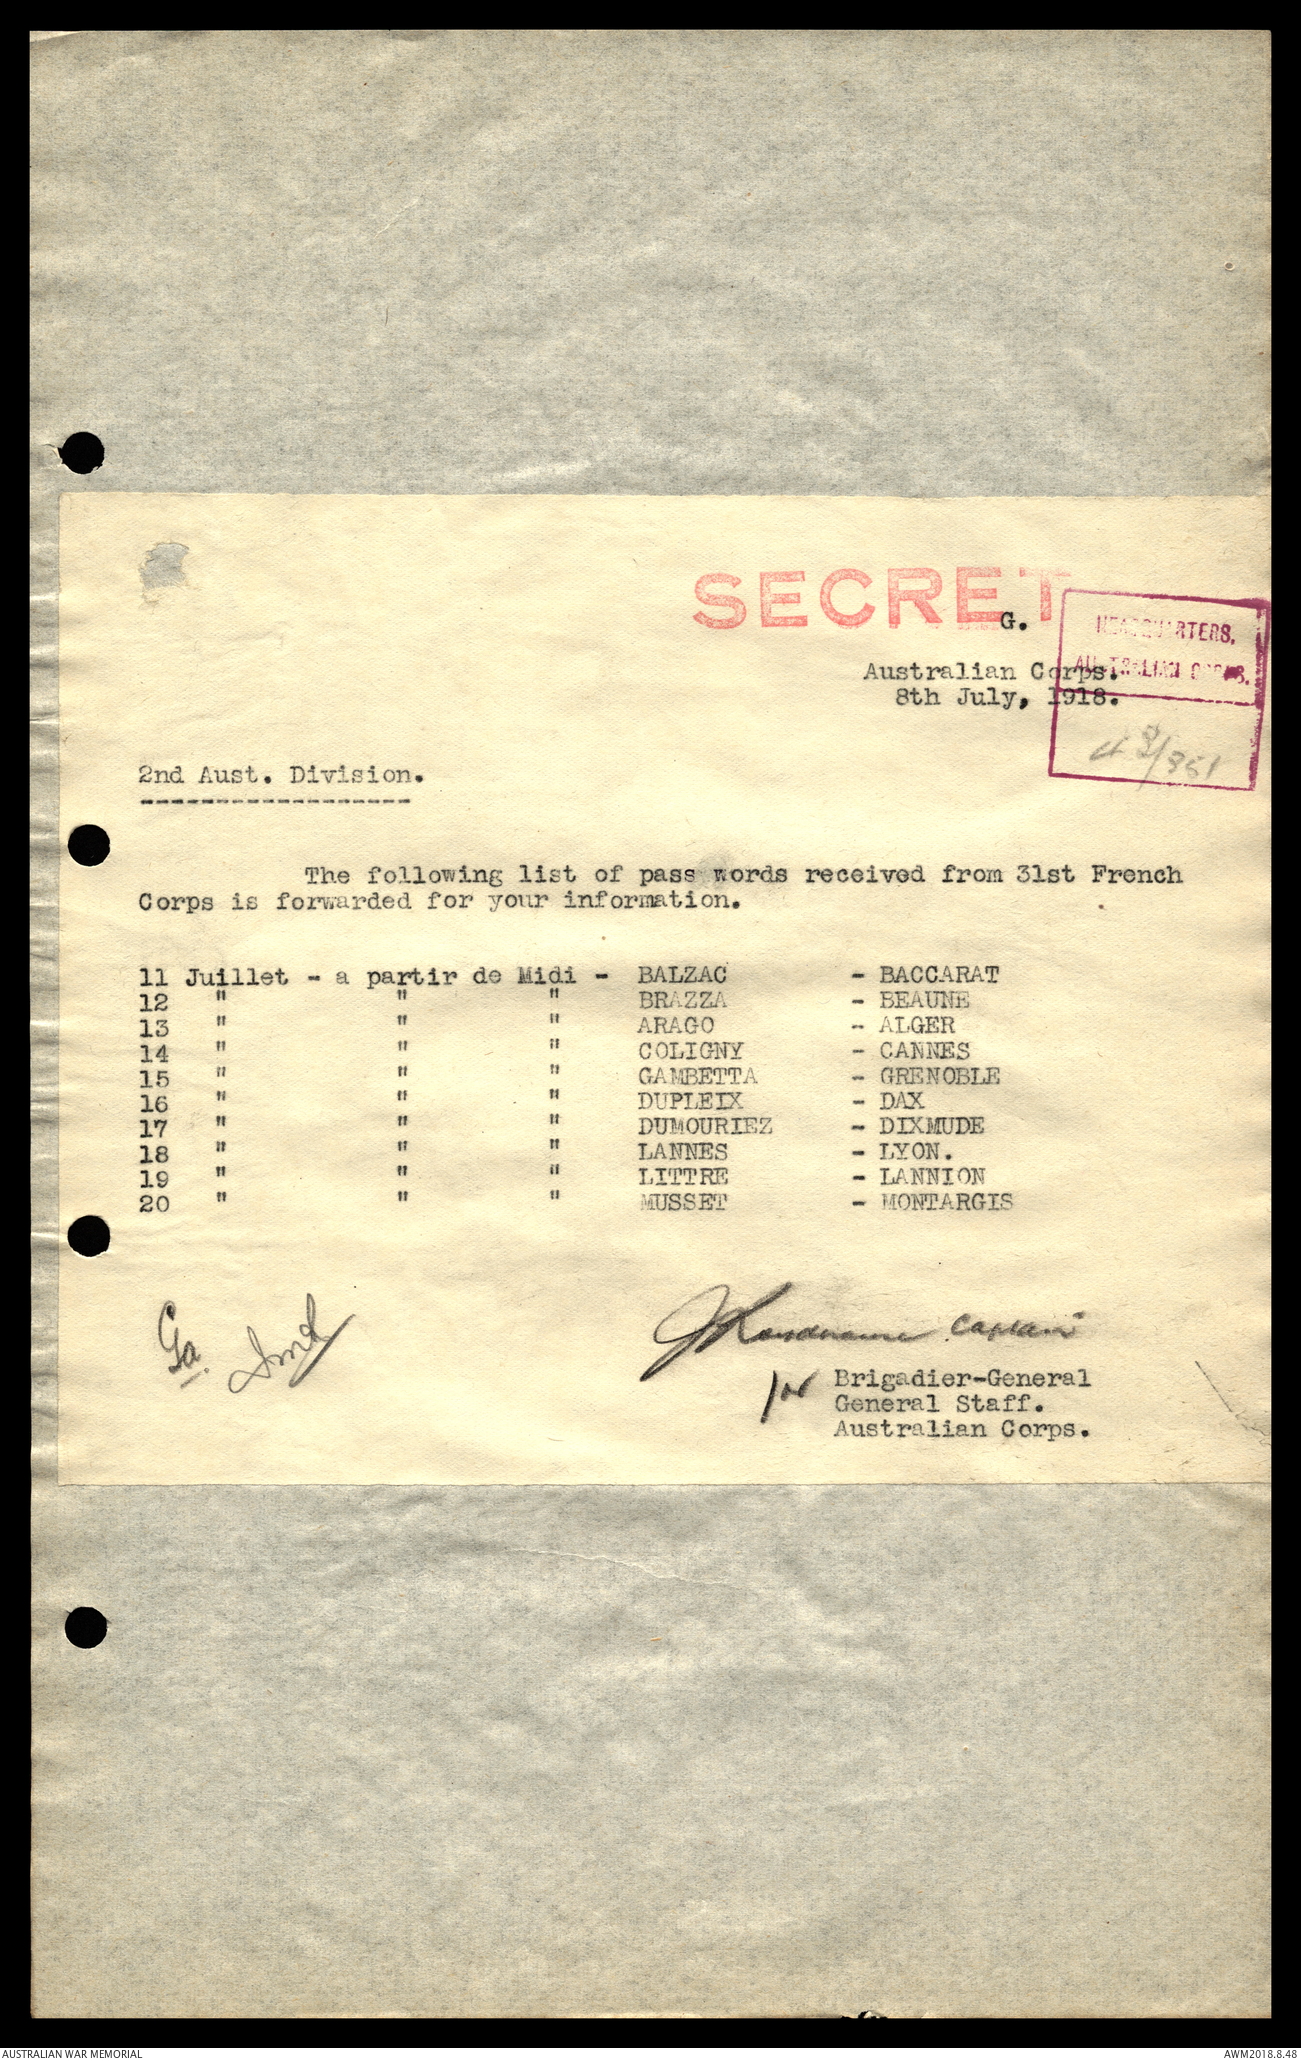 SECRET
G.
HEADQUARTERS.
AUSTRALIAN CORPS.
Australian Corps.
8th July, 1918.
2nd Aust. Division.
The following list of pass words received from 31st French
Corps is forwarded for your information.
11 Juillet - a partir de Midi - BALZAC - BACCARAT
12 " " " BRAZZA - BEAUNE
13 " " " ARAGO - ALGER
14 " " " COLIGNY - CANNES
15 " " " GAMBETTA - GRENOBLE
16 " " " DUPLEIX - DAX
17 " " " DUMOURIEZ - DIXMUDE
18 " " " LANNES - LYON.
19 " " " LITTRE - LANNION
20 " " " MUSSET - MONTARGIS
Ga.
Captain
for Brigadier-General
General Staff.
Australian Corps.
AUSTRALIAN WAR MEMORIAL
AWM2018.8.48